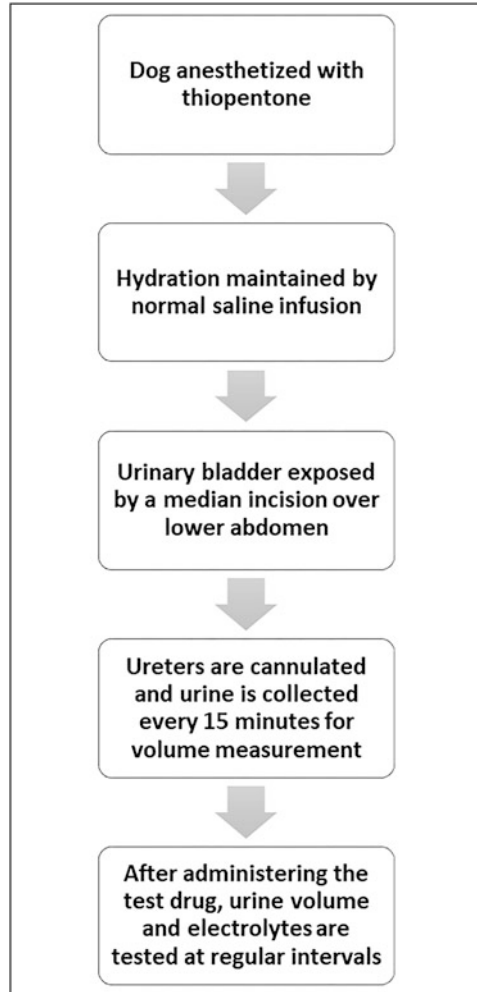 Dog anesthetized with
thiopentone
Hydration maintained by
normal saline infusion
Urinary bladder exposed
by a median incision over
lower abdomen
Ureters are cannulated
and urine is collected
every 15 minutes for
volume measurement
After administering the
test drug, urine volume
and electrolytes are
tested at regular intervals